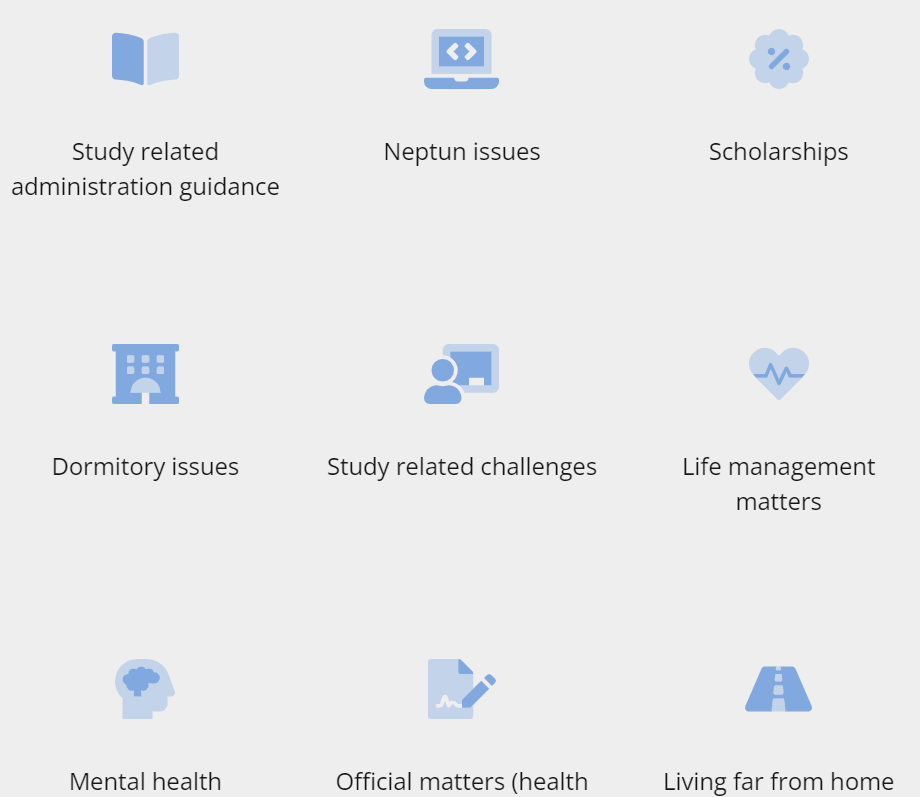 Study related
administration guidance
Neptun issues
Scholarships
Dormitory issues
Study related challenges
Life management
matters
Mental health
Official matters (health
Living far from home